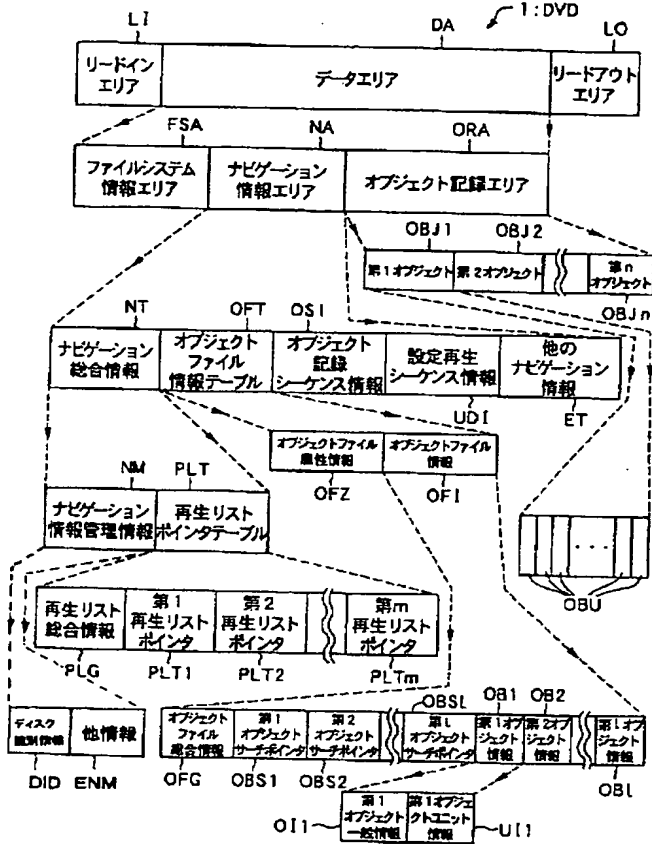 1:DVD
LI
DA
LO
リードイン
エリア
データエリア
リードアウト
エリア
FSA
NA
ORA
ファイルシステム
情報エリア
ナビゲーション
情報エリア
オブジェクト記録エリア
OBJ1
OBJ2
第1オブジェクト
第2オブジェクト
第n
オブジェクト
OBJn
NT
OFT
OSI
ナビゲーション
総合情報
オブジェクト
ファイル
情報テーブル
オブジェクト
記録
シーケンス情報
設定再生
シーケンス情報
他の
ナビゲーション
情報
UDI
ET
オブジェクトファイル
属性情報
オブジェクトファイル
情報
OFZ
OFI
NM
PLT
ナビゲーション
情報管理情報
再生リスト
ポインタテーブル
OBU
再生リスト
総合情報
第1
再生リスト
ポインタ
第2
再生リスト
ポインタ
第m
再生リスト
ポインタ
PLG
PLT1
PLT2
PLTm
ディスク
識別情報
他情報
DID
ENM
OBSl
OB1
OB2
オブジェクト
ファイル
総合情報
第1
オブジェクト
サーチポインタ
第2
オブジェクト
サーチポインタ
第l
オブジェクト
サーチポインタ
第1オブ
ジェクト
情報
第2オブ
ジェクト
情報
第lオブ
ジェクト
情報
OFG
OBS1
OBS2
OBl
第1
オブジェクト
一般情報
第1オブジェ
クトユニット
情報
OI1
UI1